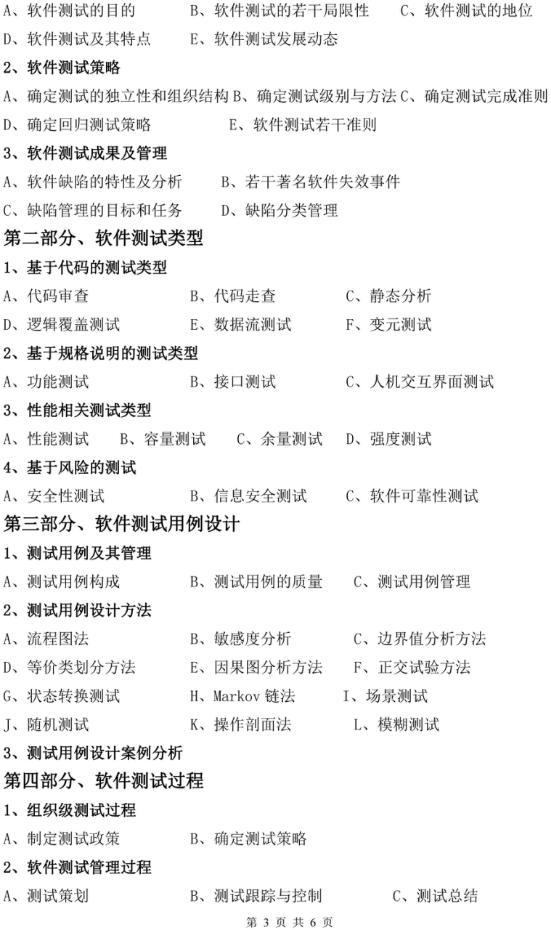 A、软件测试的目的 B、软件测试的若干局限性 C、软件测试的地位
D、软件测试及其特点 E、软件测试发展动态
2、软件测试策略
A、确定测试的独立性和组织结构 B、确定测试级别与方法 C、确定测试完成准则
D、确定回归测试策略 E、软件测试若干准则
3、软件测试成果及管理
A、软件缺陷的特性及分析 B、若干著名软件失效事件
C、缺陷管理的目标和任务 D、缺陷分类管理
第二部分、软件测试类型
1、基于代码的测试类型
A、代码审查 B、代码走查 C、静态分析
D、逻辑覆盖测试 E、数据流测试 F、变元测试
2、基于规格说明的测试类型
A、功能测试 B、接口测试 C、人机交互界面测试
3、性能相关测试类型
A、性能测试 B、容量测试 C、余量测试 D、强度测试
4、基于风险的测试
A、安全性测试 B、信息安全测试 C、软件可靠性测试
第三部分、软件测试用例设计
1、测试用例及其管理
A、测试用例构成 B、测试用例的质量 C、测试用例管理
2、测试用例设计方法
A、流程图法 B、敏感度分析 C、边界值分析方法
D、等价类划分方法 E、因果图分析方法 F、正交试验方法
G、状态转换测试 H、Markov 链法 I、场景测试
J、随机测试 K、操作剖面法 L、模糊测试
3、测试用例设计案例分析
第四部分、软件测试过程
1、组织级测试过程
A、制定测试政策 B、确定测试策略
2、软件测试管理过程
A、测试策划 B、测试跟踪与控制 C、测试总结
第 3 页 共 6 页